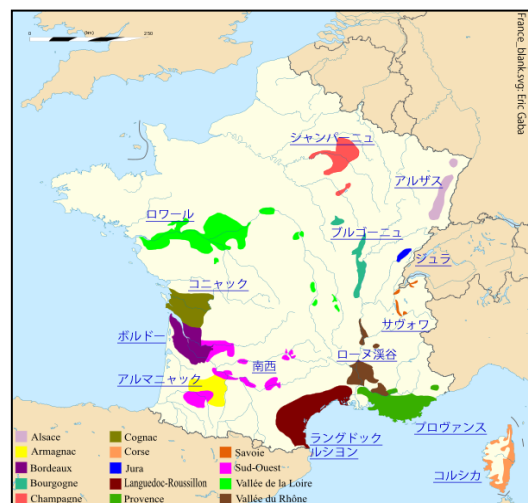 0 (km) 250
France_blank.svg: Eric Gaba
シャンパーニュ
アルザス
ロワール
ブルゴーニュ
ジュラ
コニャック
サヴォワ
ボルドー
ローヌ渓谷
南西
アルマニャック
プロヴァンス
ラングドック
ルシヨン
コルシカ
Alsace
Armagnac
Bordeaux
Bourgogne
Champagne
Cognac
Corse
Jura
Languedoc-Roussillon
Provence
Savoie
Sud-Ouest
Vallée de la Loire
Vallée du Rhône